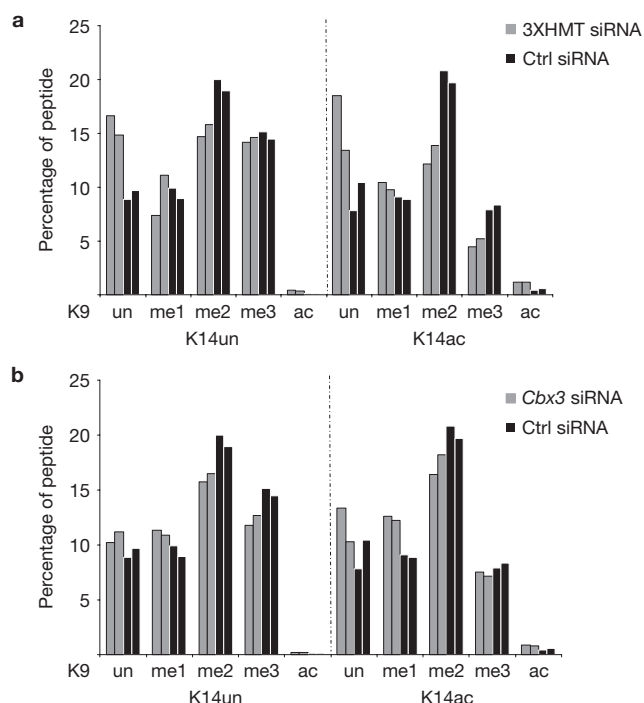 a
3XHMT siRNA
Ctrl siRNA
Percentage of peptide
25
20
15
10
5
K9 un me1 me2 me3 ac un me1 me2 me3 ac
K14un K14ac
b
Cbx3 siRNA
Ctrl siRNA
Percentage of peptide
25
20
15
10
5
K9 un me1 me2 me3 ac un me1 me2 me3 ac
K14un K14ac